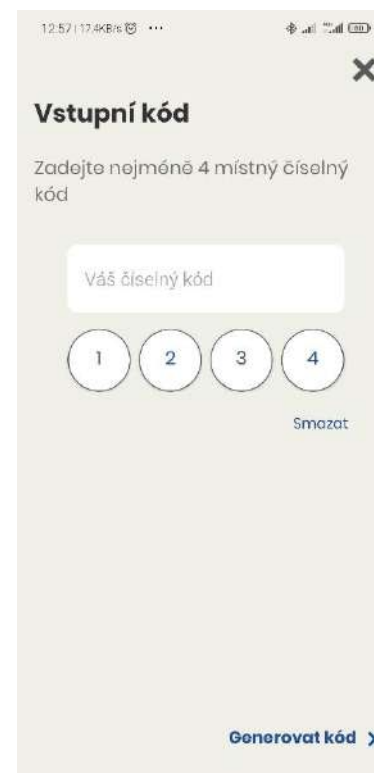 12:57 | 17,4KB/s
Vstupní kód
Zadejte nejméně 4 místný číselný
kód
Váš číselný kód
1 2 3 4
Smazat
Generovat kód